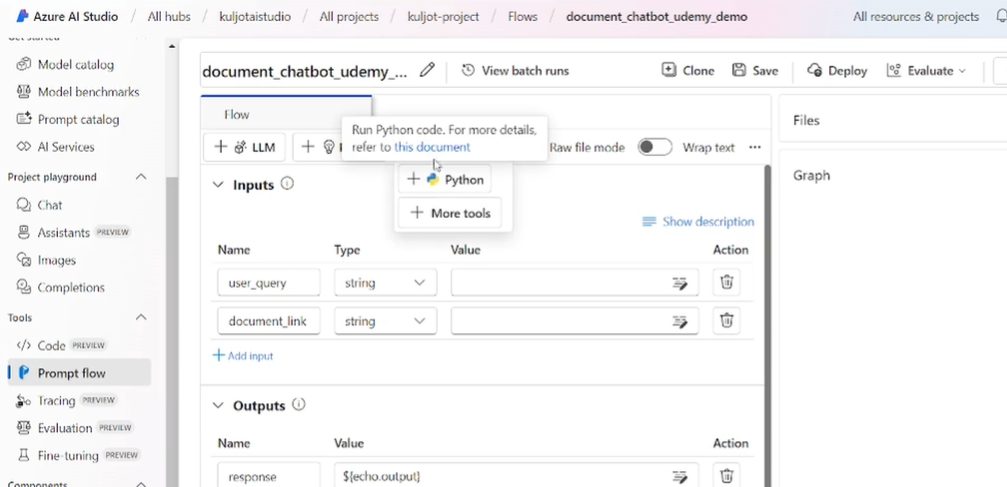 Azure AI Studio / All hubs / kuljotaistudio / All projects / kuljot-project / Flows / document_chatbot_udemy_demo All resources & projects
Model catalog
Model benchmarks
Prompt catalog
AI Services
Project playground
Chat
Assistants PREVIEW
Images
Completions
Tools
Code PREVIEW
Prompt flow
Tracing PREVIEW
Evaluation PREVIEW
Fine-tuning PREVIEW
document_chatbot_udemy_... View batch runs Clone Save Deploy Evaluate
Flow
Run Python code. For more details,
refer to this document
+ LLM + Raw file mode Wrap text ...
+ Python
+ More tools
Inputs
Show description
Name Type Value Action
user_query string
document_link string
+ Add input
Outputs
Name Value Action
response ${echo.output}
Files
Graph